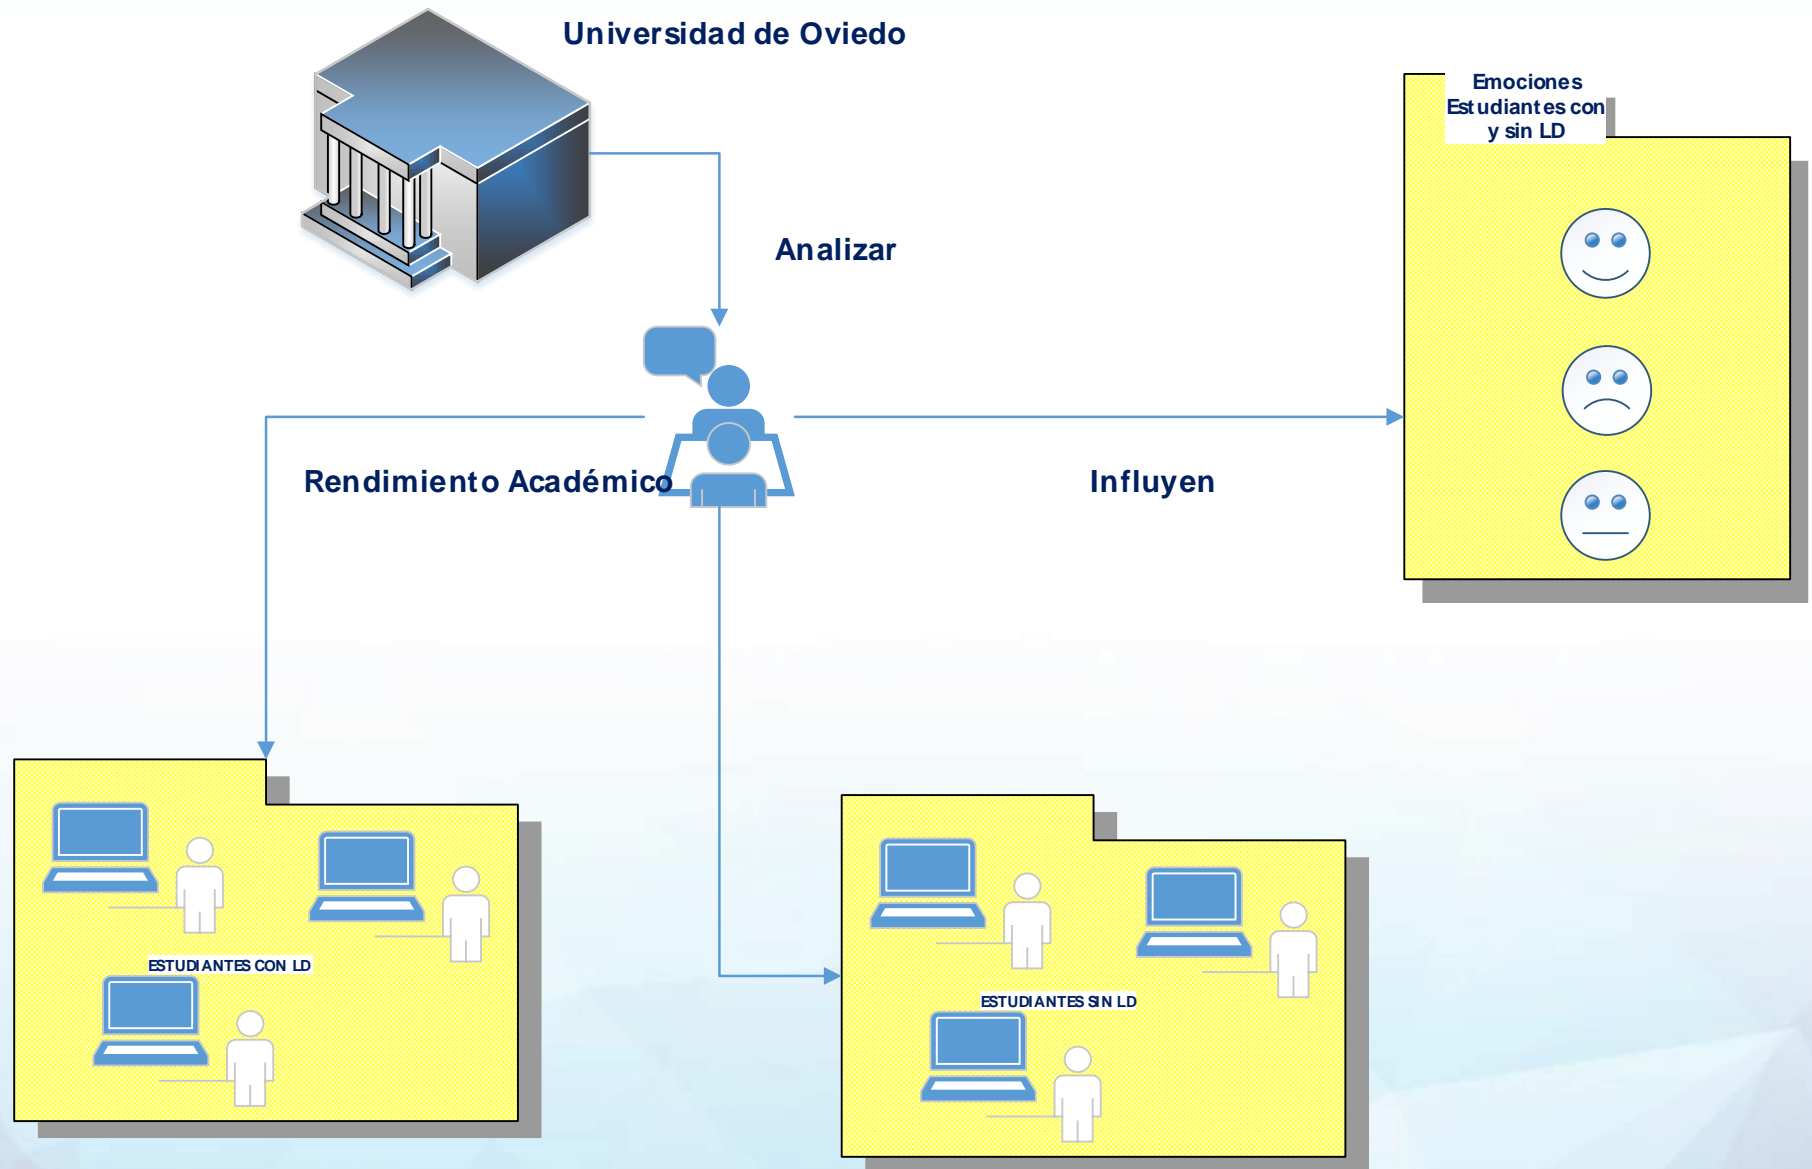 Universidad de Oviedo
Emociones
Estudiantes con
y sin LD
Analizar
Rendimiento Académico
Influyen
ESTUDIANTES CON LD
ESTUDIANTES SIN LD